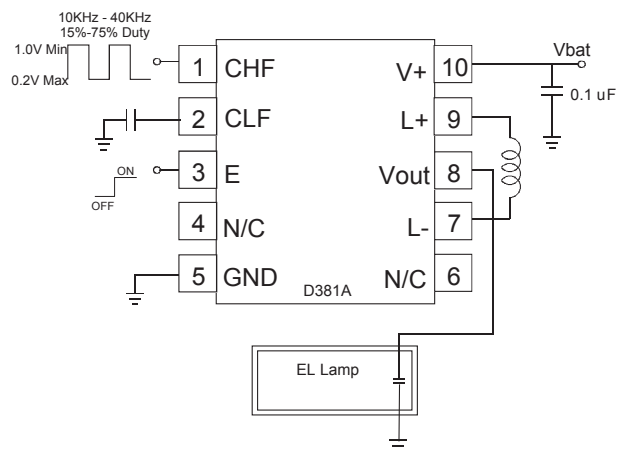 10KHz - 40KHz
15%-75% Duty
1.0V Min
0.2V Max
1 CHF
2 CLF
ON
OFF
3 E
4 N/C
5 GND
D381A
V+ 10
Vbat
0.1 uF
L+ 9
Vout 8
L- 7
N/C 6
EL Lamp